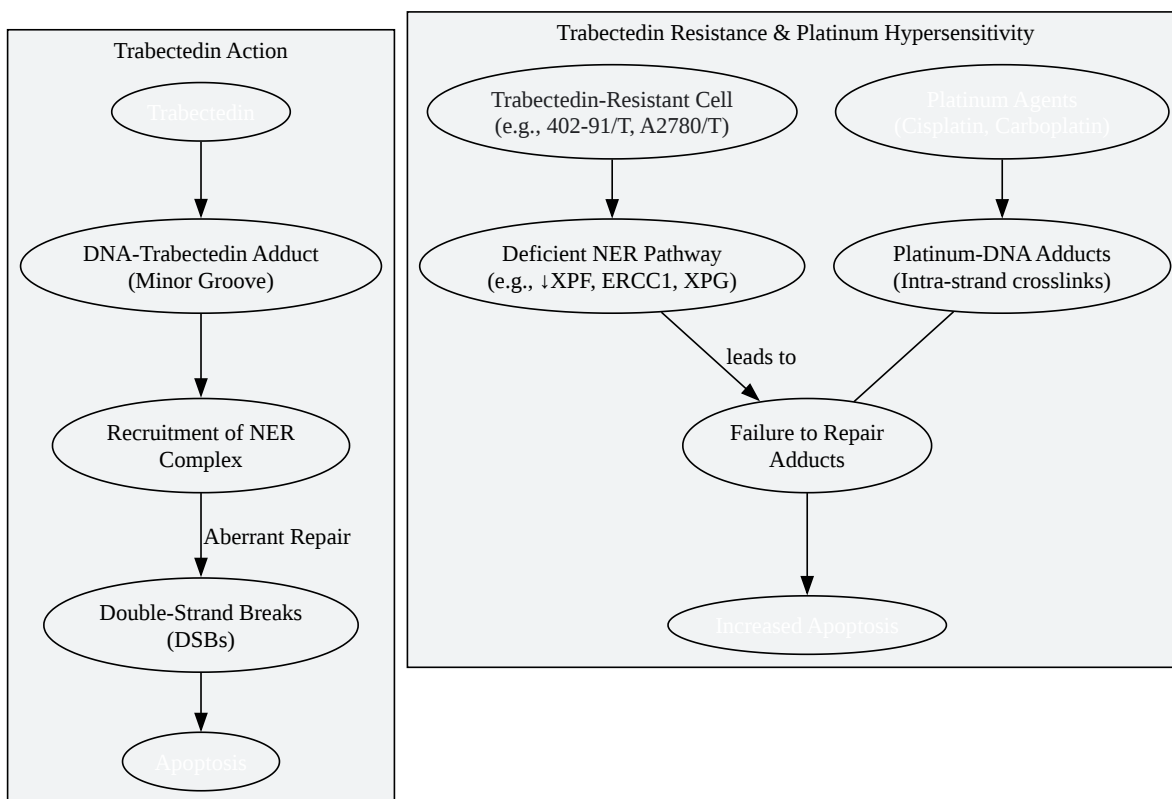 Trabectedin Action
Trabectedin
DNA-Trabectedin Adduct
(Minor Groove)
Recruitment of NER
Complex
Aberrant Repair
Double-Strand Breaks
(DSBs)
Apoptosis
Trabectedin Resistance & Platinum Hypersensitivity
Trabectedin-Resistant Cell
(e.g., 402-91/T, A2780/T)
Platinum Agents
(Cisplatin, Carboplatin)
Deficient NER Pathway
(e.g., ↓XPF, ERCC1, XPG)
Platinum-DNA Adducts
(Intra-strand crosslinks)
leads to
Failure to Repair
Adducts
Increased Apoptosis